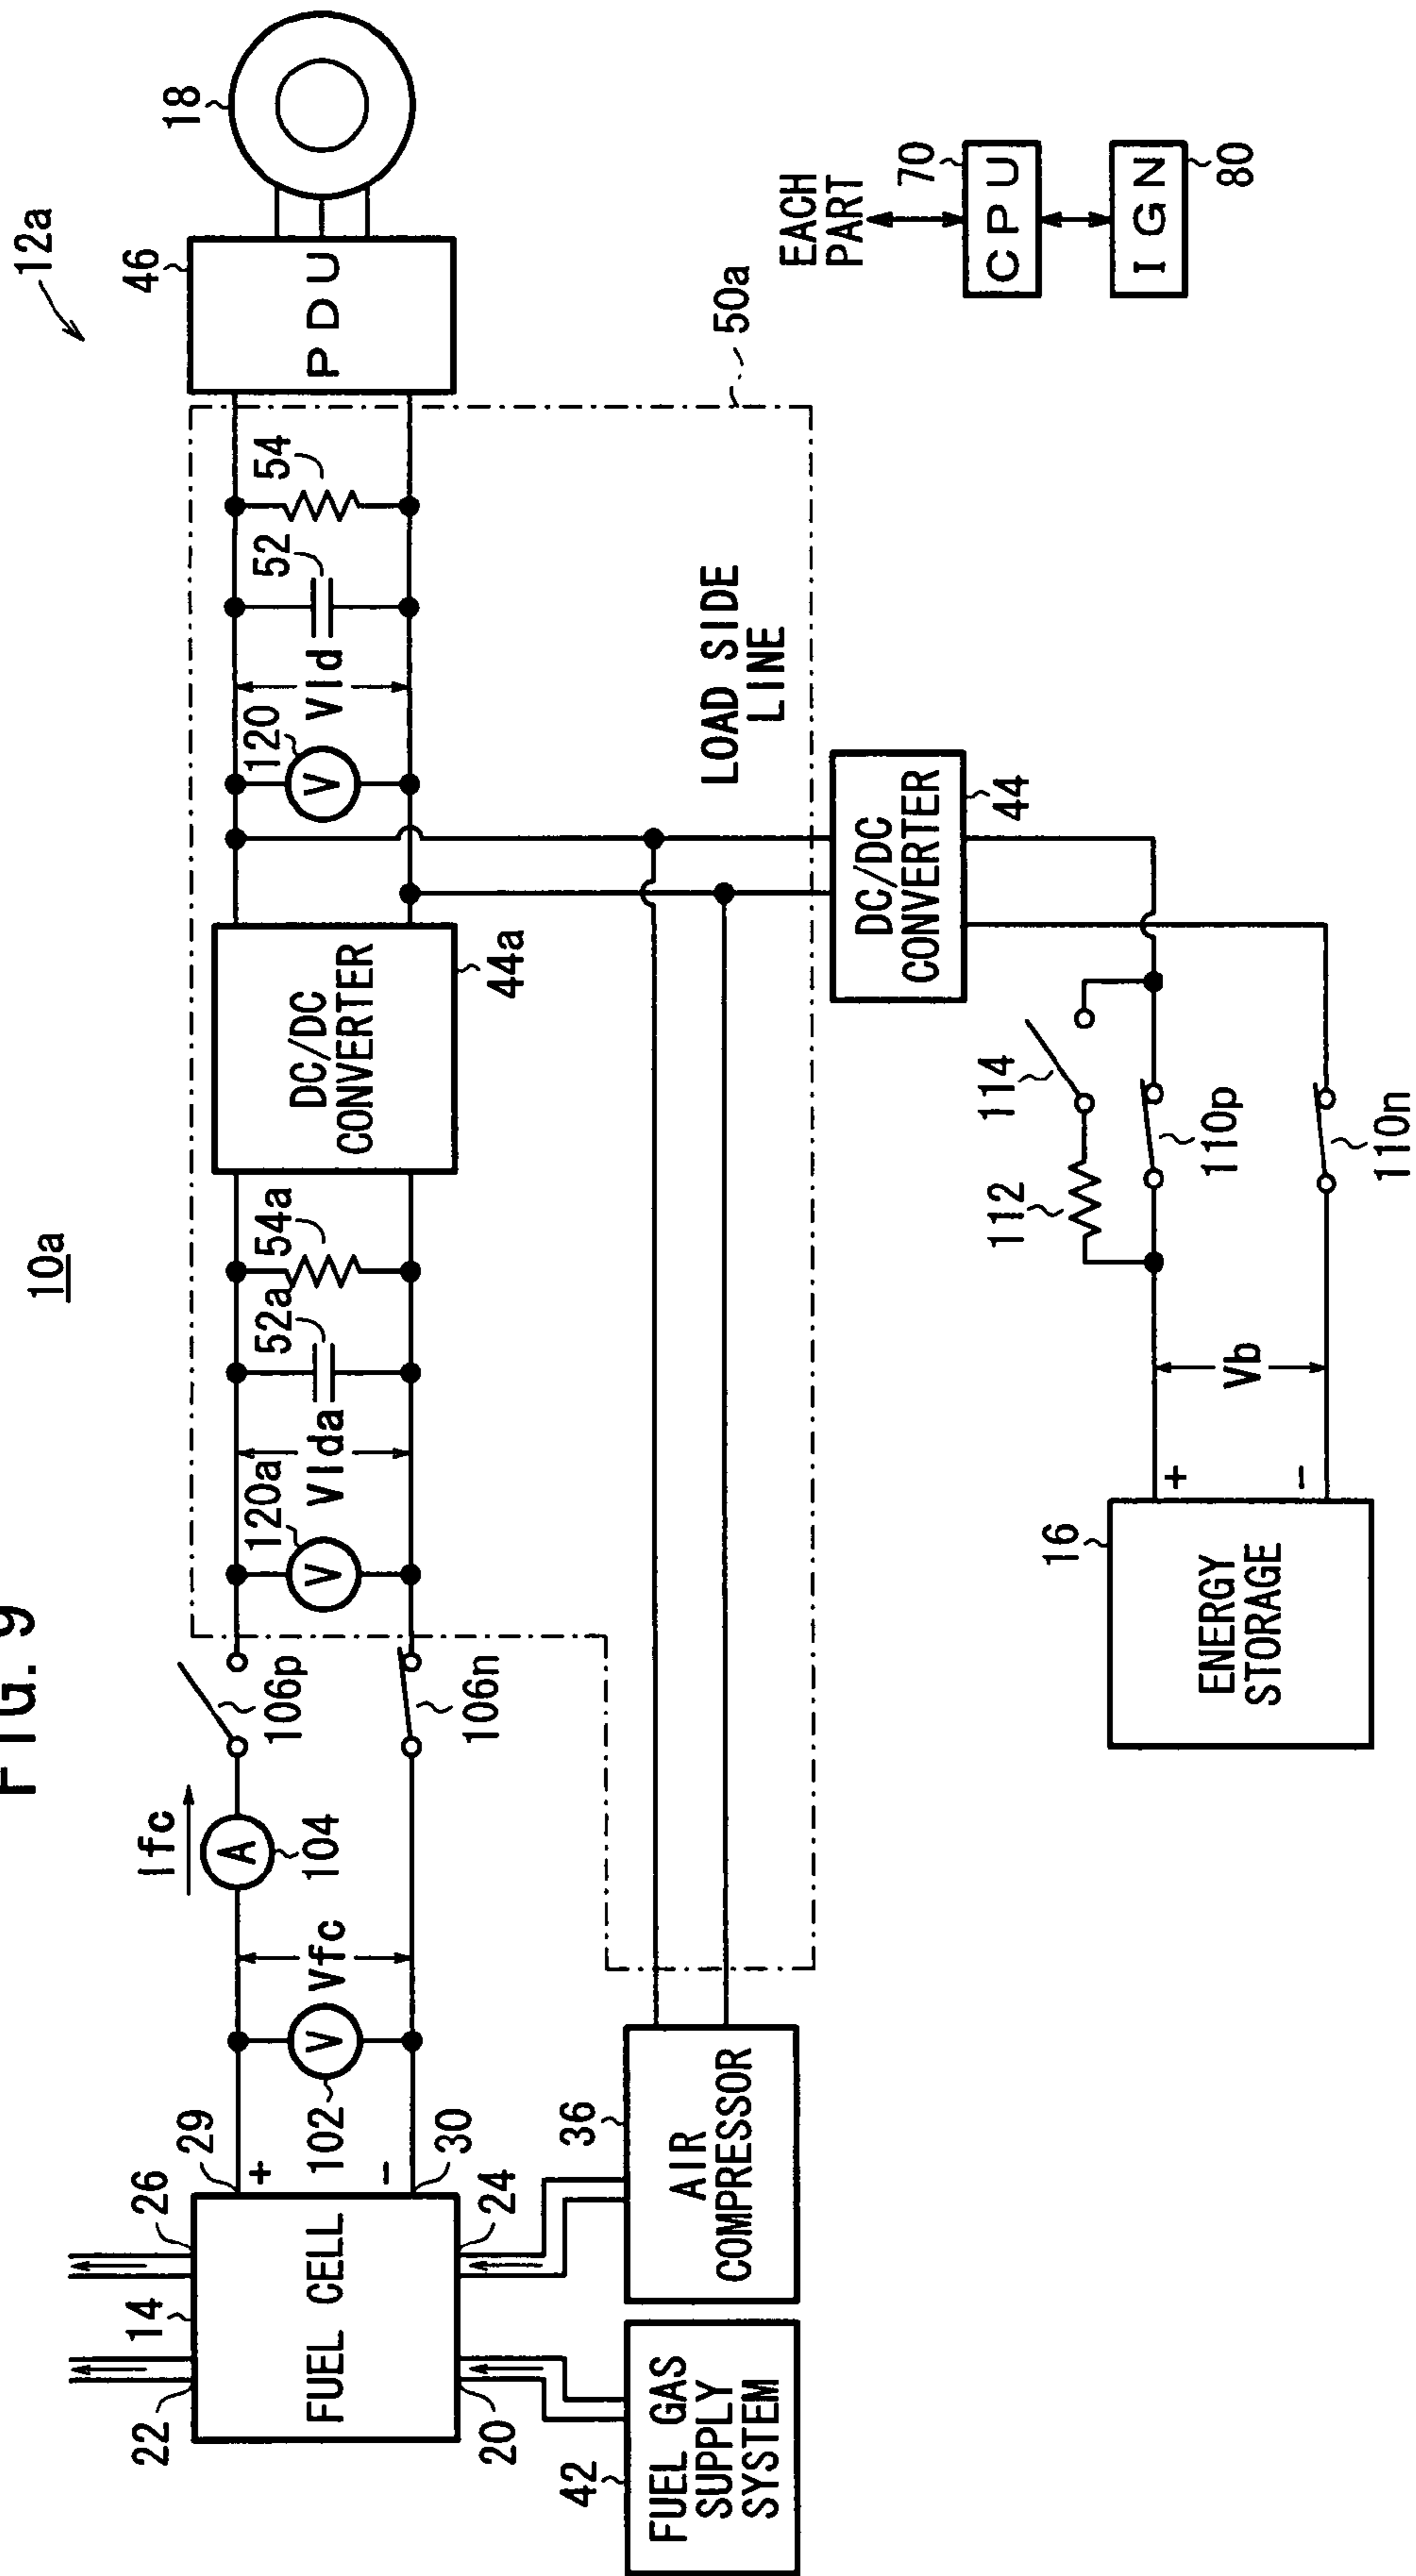 FIG. 9
10a
12a
18
46
PDU
54
52
Vld
120
50a
LOAD SIDE
LINE
DC/DC
CONVERTER
44a
54a
52a
Vlda
120a
106p
106n
Ifc
A
104
Vfc
V
102
29
+
-
30
26
14
22
FUEL CELL
24
20
36
AIR
COMPRESSOR
42
FUEL GAS
SUPPLY
SYSTEM
V
V
DC/DC
CONVERTER
44
114
112
110p
110n
Vb
+
-
16
ENERGY
STORAGE
EACH
PART
70
CPU
IGN
80